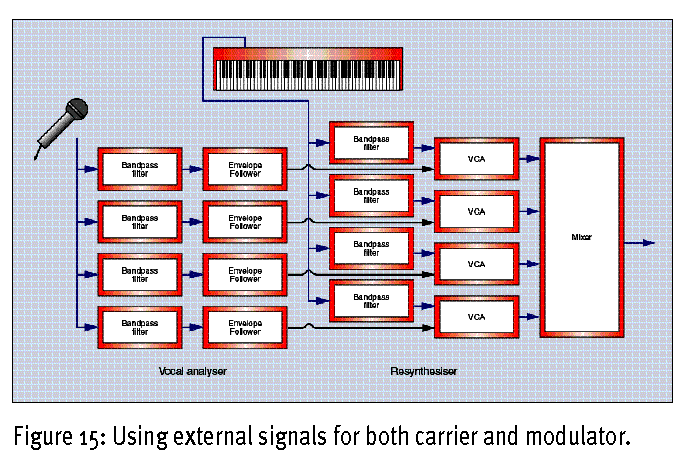 Bandpass
filter
Envelope
Follower
Bandpass
filter
VCA
Bandpass
filter
Envelope
Follower
Bandpass
filter
VCA
Mixer
Bandpass
filter
Envelope
Follower
Bandpass
filter
VCA
Bandpass
filter
Envelope
Follower
Bandpass
filter
VCA
Vocal analyser
Resynthesiser
Figure 15: Using external signals for both carrier and modulator.